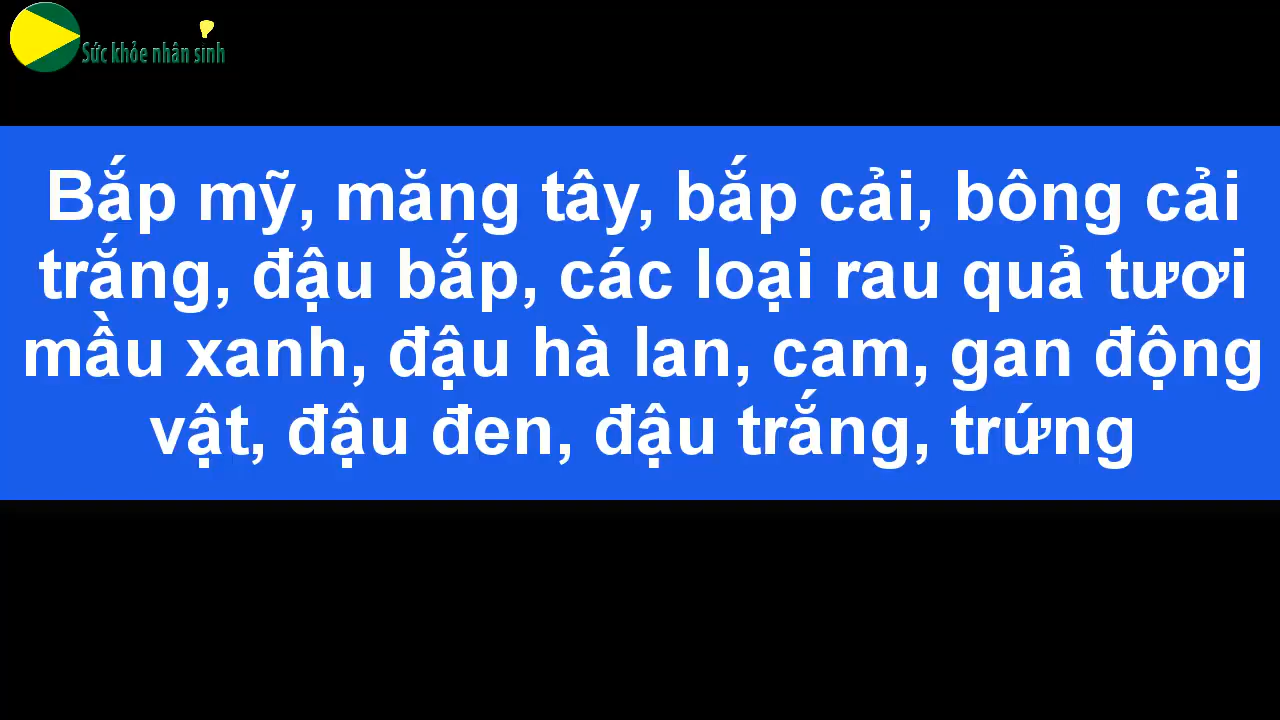 Sức khỏe nhân sinh
Bắp mỹ, măng tây, bắp cải, bông cải
trắng, đậu bắp, các loại rau quả tươi
mầu xanh, đậu hà lan, cam, gan động
vật, đậu đen, đậu trắng, trứng